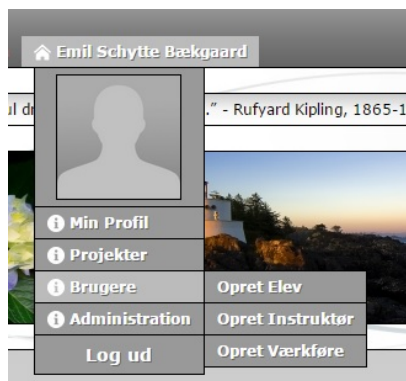 Emil Schytte Bækgaard
." - Rufyard Kipling, 1865-1
Min Profil
Projekter
Brugere
Opret Elev
Administration
Opret Instruktør
Log ud
Opret Værkføre